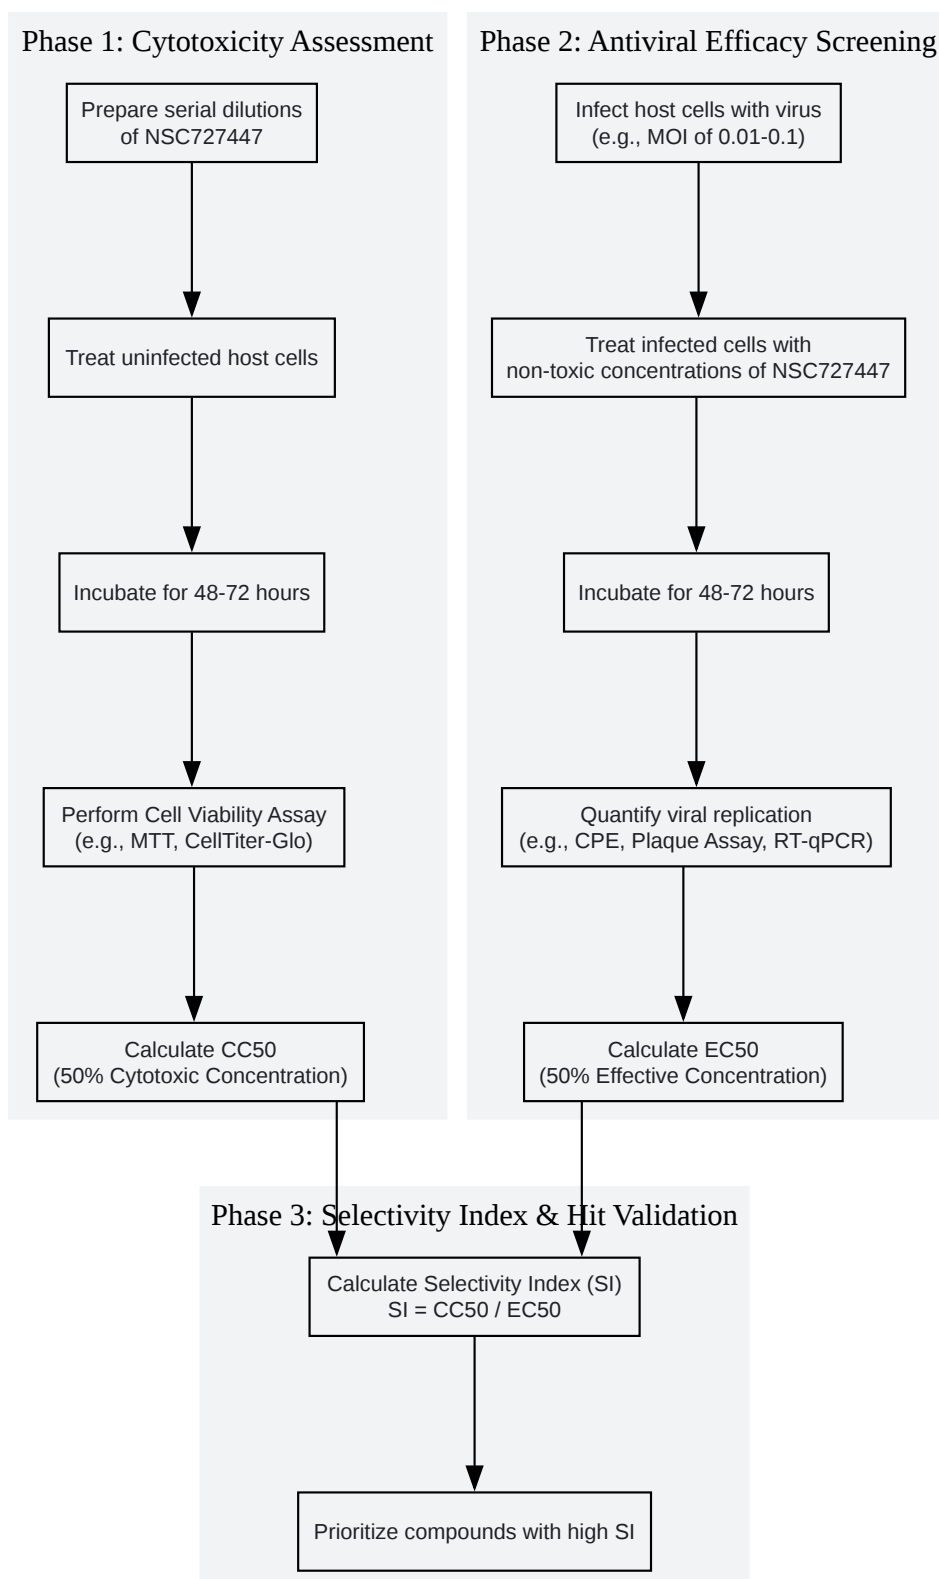 Phase 1: Cytotoxicity Assessment
Prepare serial dilutions
of NSC727447
Treat uninfected host cells
Incubate for 48-72 hours
Perform Cell Viability Assay
(e.g., MTT, CellTiter-Glo)
Calculate CC50
(50% Cytotoxic Concentration)
Phase 2: Antiviral Efficacy Screening
Infect host cells with virus
(e.g., MOI of 0.01-0.1)
Treat infected cells with
non-toxic concentrations of NSC727447
Incubate for 48-72 hours
Quantify viral replication
(e.g., CPE, Plaque Assay, RT-qPCR)
Calculate EC50
(50% Effective Concentration)
Phase 3: Selectivity Index & Hit Validation
Calculate Selectivity Index (SI)
SI = CC50 / EC50
Prioritize compounds with high SI